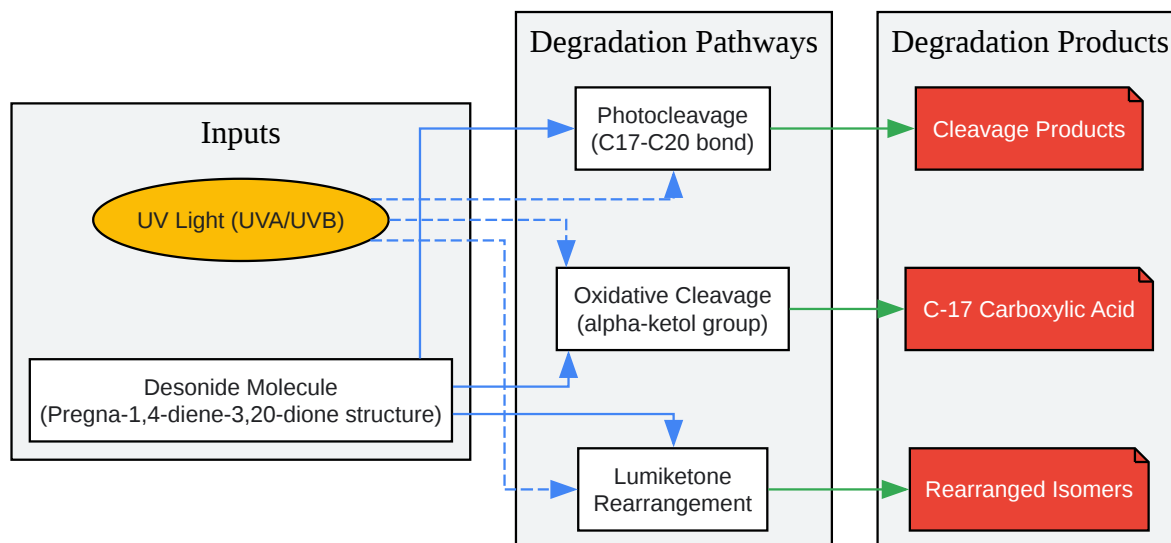 Inputs
UV Light (UVA/UVB)
Desonide Molecule
(Pregna-1,4-diene-3,20-dione structure)
Degradation Pathways
Photocleavage
(C17-C20 bond)
Oxidative Cleavage
(alpha-ketol group)
Lumiketone
Rearrangement
Degradation Products
Cleavage Products
C-17 Carboxylic Acid
Rearranged Isomers